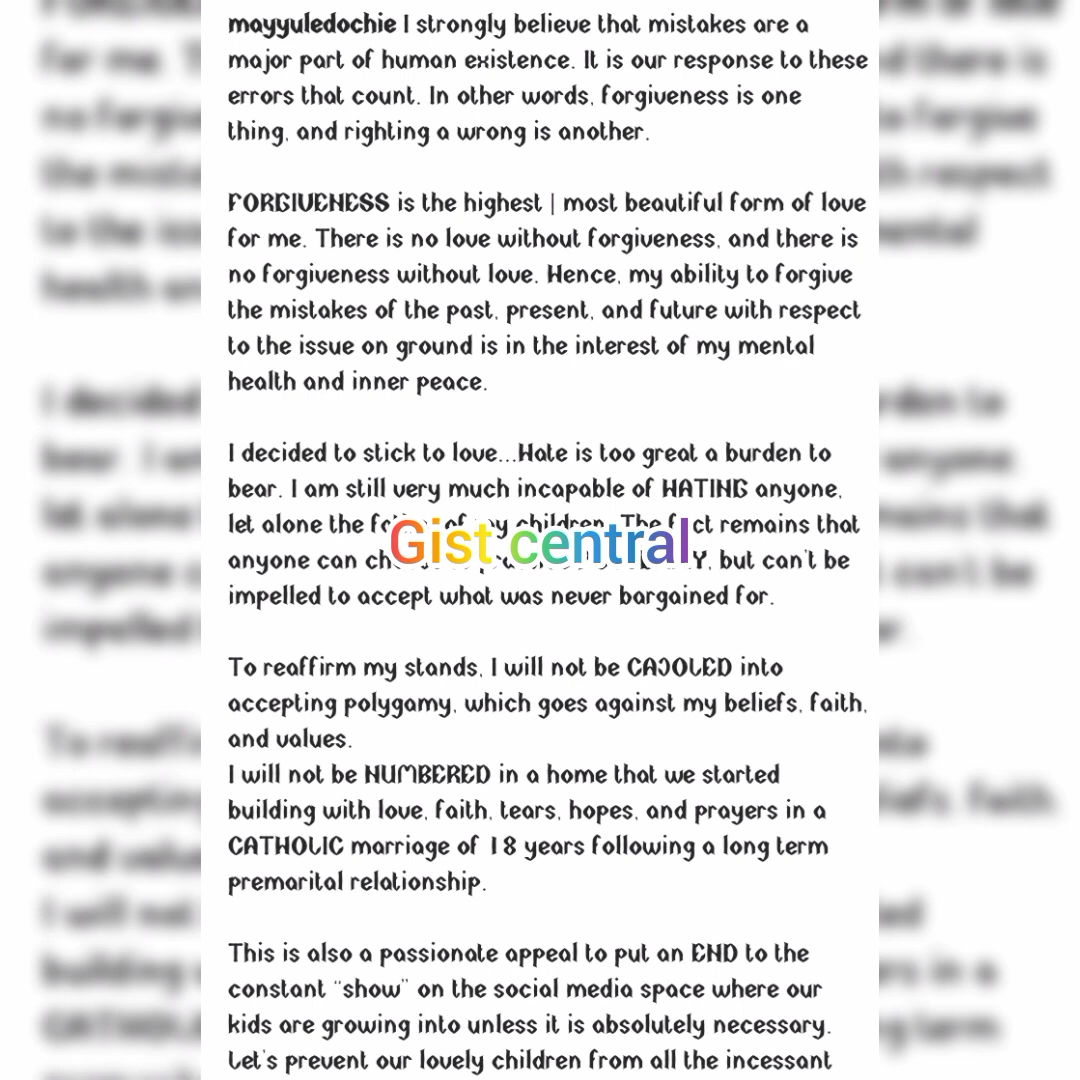 mayyuledochie I strongly believe that mistakes are a
major part of human existence. It is our response to these
errors that count. In other words, forgiveness is one
thing, and righting a wrong is another.
FORGIVENESS is the highest | most beautiful form of love
for me. There is no love without forgiveness, and there is
no forgiveness without love. Hence, my ability to forgive
the mistakes of the past, present, and future with respect
to the issue on ground is in the interest of my mental
health and inner peace.
I decided to stick to love...Hate is too great a burden to
bear. I am still very much incapable of HATING anyone,
let alone the of my children. The fact remains that
Gist central
anyone can but can't be
impelled to accept what was never bargained for.
To reaffirm my stands, I will not be CAJOLED into
accepting polygamy, which goes against my beliefs, faith,
and values.
I will not be NUMBERED in a home that we started
building with love, faith, tears, hopes, and prayers in a
CATHOLIC marriage of 18 years following a long term
premarital relationship.
This is also a passionate appeal to put an END to the
constant "show" on the social media space where our
kids are growing into unless it is absolutely necessary.
Let's prevent our lovely children from all the incessant